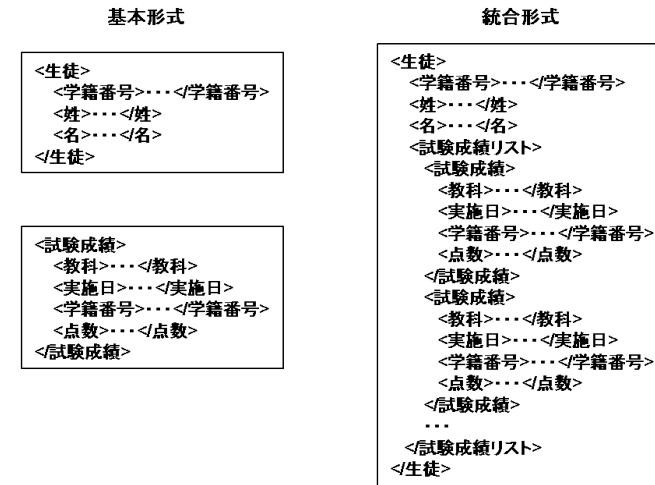 基本形式
<生徒>
<学籍番号>･･･</学籍番号>
<姓>･･･</姓>
<名>･･･</名>
</生徒>
<試験成績>
<教科>･･･</教科>
<実施日>･･･</実施日>
<学籍番号>･･･</学籍番号>
<点数>･･･</点数>
</試験成績>
統合形式
<生徒>
<学籍番号>･･･</学籍番号>
<姓>･･･</姓>
<名>･･･</名>
<試験成績リスト>
<試験成績>
<教科>･･･</教科>
<実施日>･･･</実施日>
<学籍番号>･･･</学籍番号>
<点数>･･･</点数>
</試験成績>
<試験成績>
<教科>･･･</教科>
<実施日>･･･</実施日>
<学籍番号>･･･</学籍番号>
<点数>･･･</点数>
</試験成績>
･･･
</試験成績リスト>
</生徒>